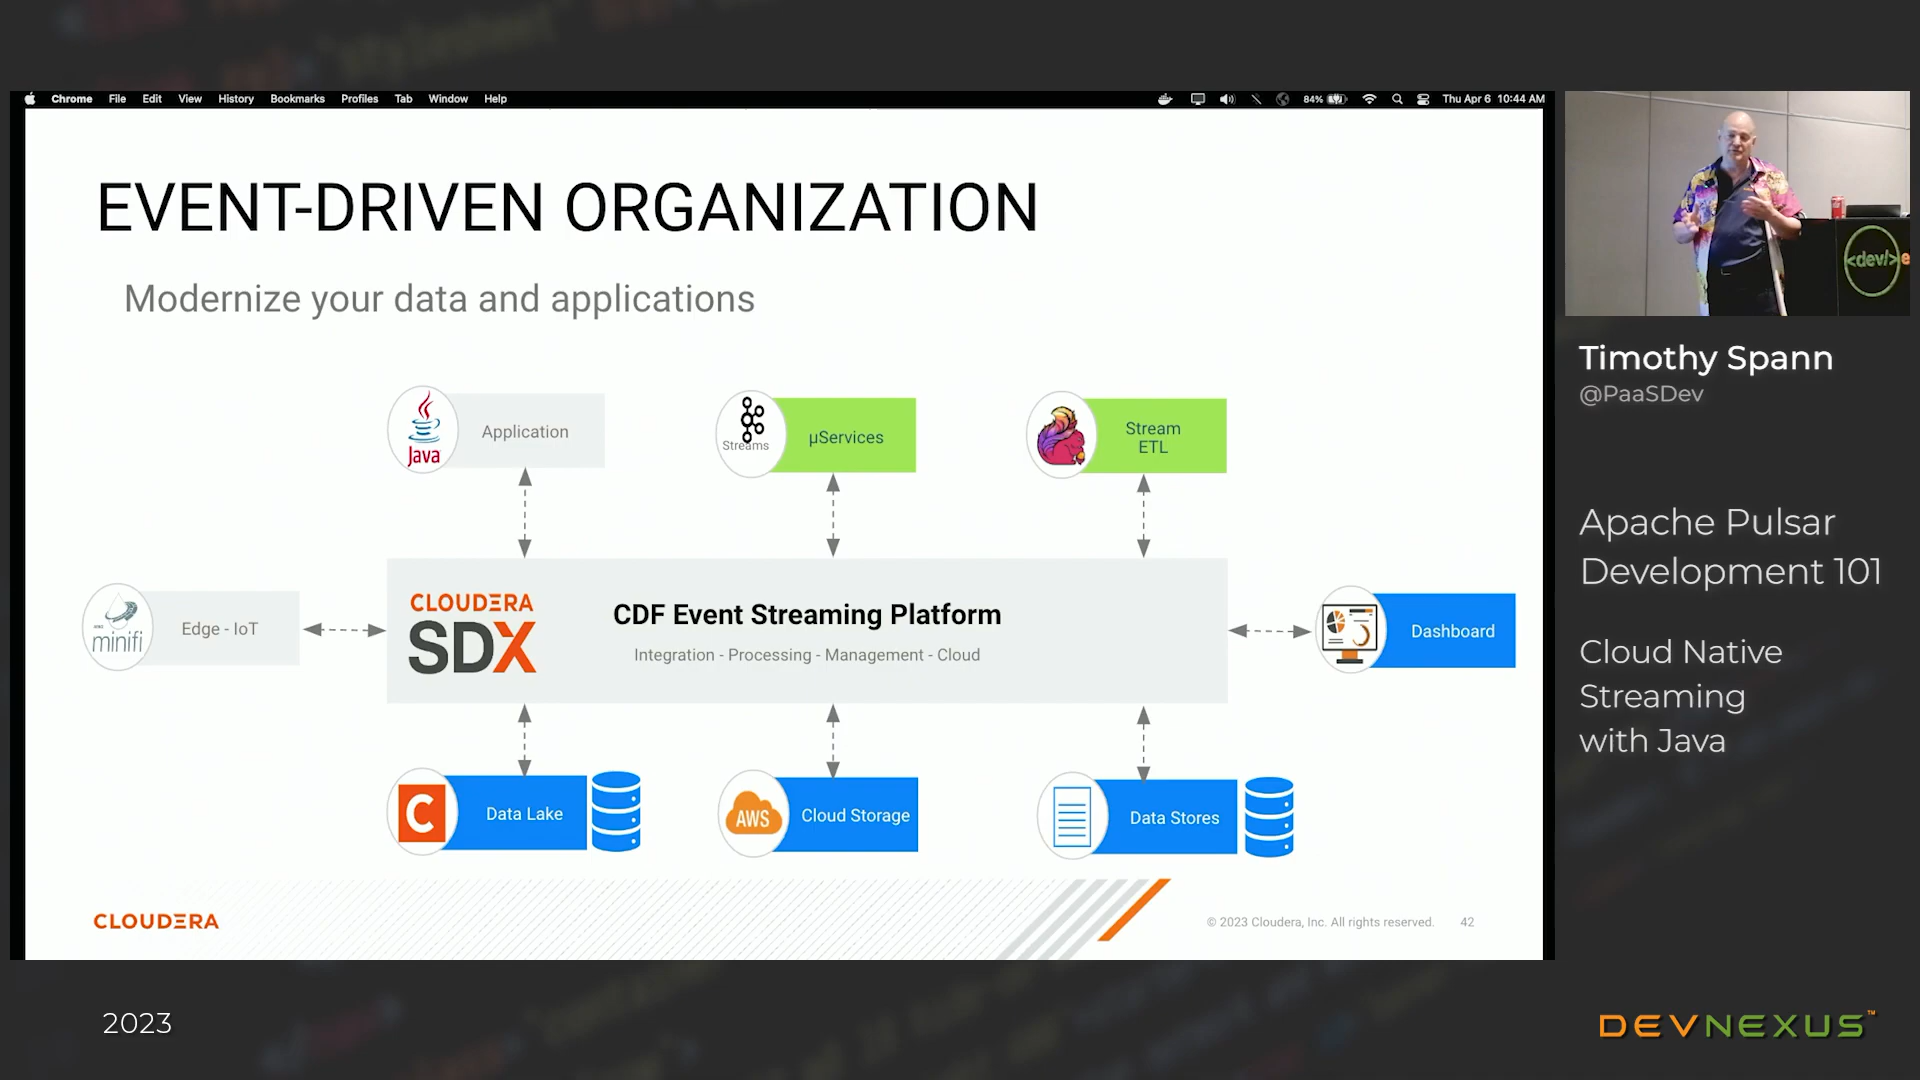 Chrome File Edit View History Bookmarks Profiles Tab Window Help
84% Thu Apr 6 10:44 AM
EVENT-DRIVEN ORGANIZATION
Modernize your data and applications
Java
Application
Streams
µServices
Stream
ETL
minifi
Edge - IoT
CLOUDERA
SDX
CDF Event Streaming Platform
Integration - Processing - Management - Cloud
Dashboard
C
Data Lake
AWS
Cloud Storage
Data Stores
CLOUDERA
© 2023 Cloudera, Inc. All rights reserved. 42
<dev/>e
Timothy Spann
@PaaSDev
Apache Pulsar
Development 101
Cloud Native
Streaming
with Java
2023
DEVNEXUS™